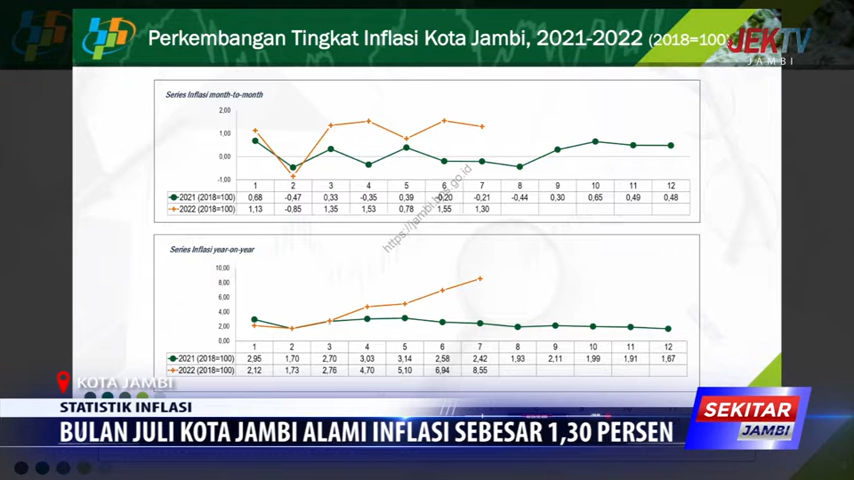 Perkembangan Tingkat Inflasi Kota Jambi, 2021-2022 (2018=100)
JEKTV
JAMBI
Series Inflasi month-to-month
2,00
1,00
0,00
-1,00
1 2 3 4 5 6 7 8 9 10 11 12
2021 (2018=100) 0,68 -0,47 0,33 -0,35 0,39 -0,20 -0,21 -0,44 0,30 0,65 0,49 0,48
2022 (2018=100) 1,13 -0,85 1,35 1,53 0,78 1,55 1,30
https://jambi.bps.go.id
Series Inflasi year-on-year
10,00
8,00
6,00
4,00
2,00
0,00
1 2 3 4 5 6 7 8 9 10 11 12
2021 (2018=100) 2,95 1,70 2,70 3,03 3,14 2,58 2,42 1,93 2,11 1,99 1,91 1,67
2022 (2018=100) 2,12 1,73 2,76 4,70 5,10 6,94 8,55
KOTA JAMBI
STATISTIK INFLASI
BULAN JULI KOTA JAMBI ALAMI INFLASI SEBESAR 1,30 PERSEN
SEKITAR
JAMBI